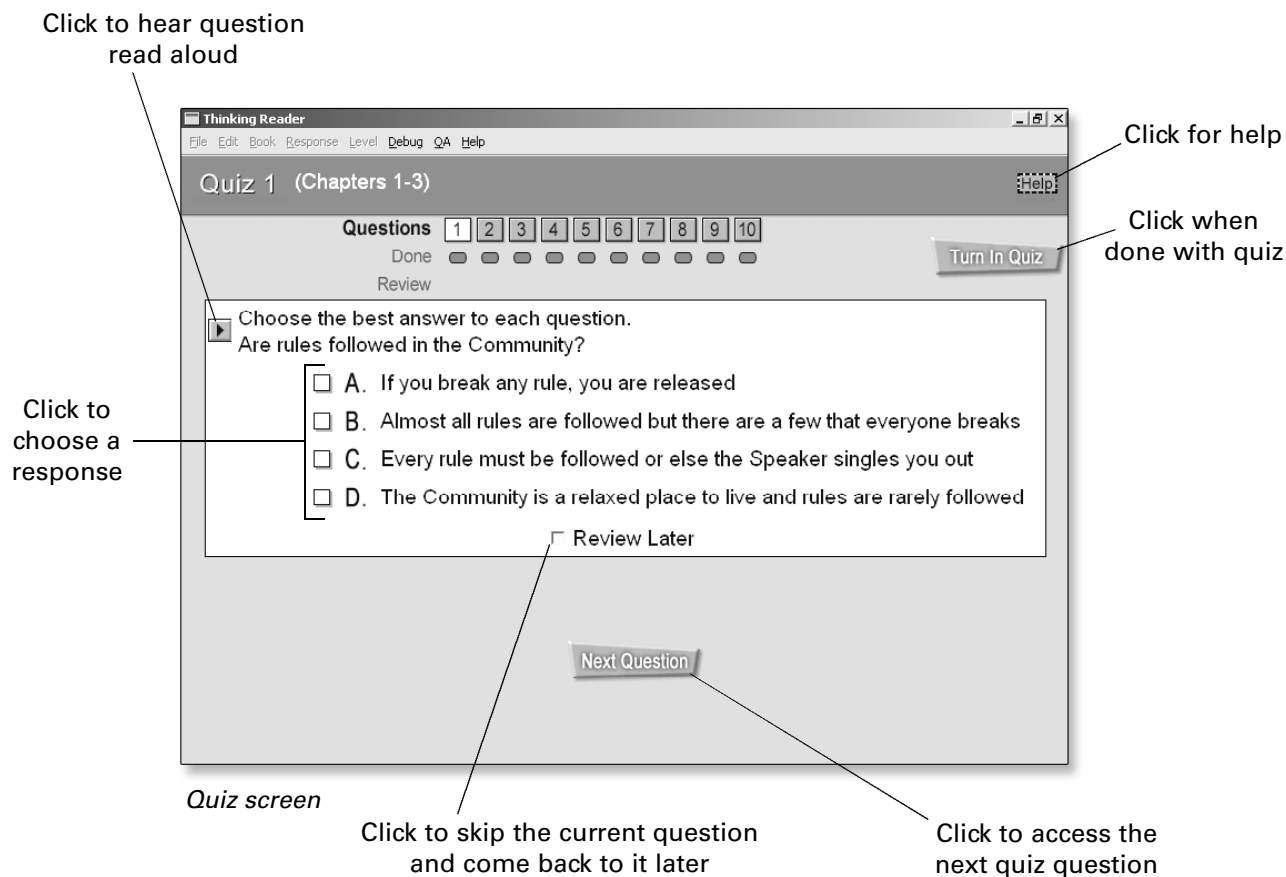 Click to hear question
read aloud
Thinking Reader
File Edit Book Response Level Debug QA Help
Click for help
Quiz 1 (Chapters 1-3)
Help
Questions 1 2 3 4 5 6 7 8 9 10
Done
Review
Click when
done with quiz
Turn In Quiz
Choose the best answer to each question.
Are rules followed in the Community?
A. If you break any rule, you are released
B. Almost all rules are followed but there are a few that everyone breaks
C. Every rule must be followed or else the Speaker singles you out
D. The Community is a relaxed place to live and rules are rarely followed
Click to
choose a
response
Review Later
Next Question
Quiz screen
Click to skip the current question
and come back to it later
Click to access the
next quiz question